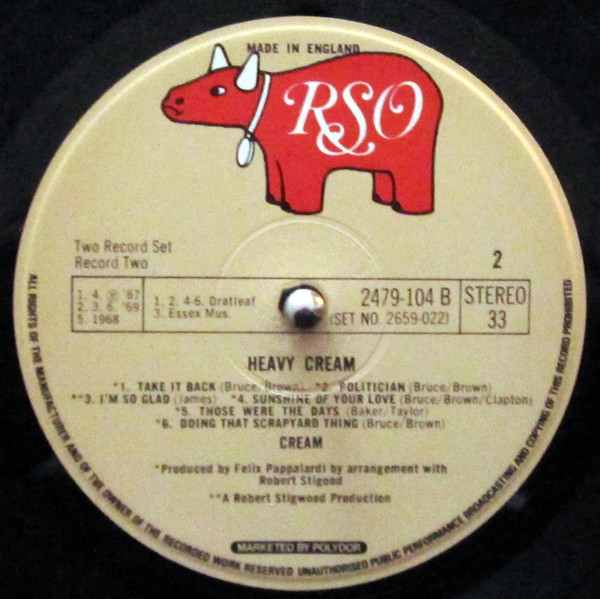 MADE IN ENGLAND
RSO
Two Record Set
Record Two
2
1. 4. ℗ '67
2. 3. 6. '69
5. 1968
1. 2. 4-6. Dratleaf
3. Essex Mus.
2479-104 B
(SET NO. 2659-022)
STEREO
33
HEAVY CREAM
*1. TAKE IT BACK (Bruce/Brown) *2. POLITICIAN (Bruce/Brown)
**3. I'M SO GLAD (James) *4. SUNSHINE OF YOUR LOVE (Bruce/Brown/Clapton)
*5. THOSE WERE THE DAYS (Baker/Taylor)
*6. DOING THAT SCRAPYARD THING (Bruce/Brown)
CREAM
*Produced by Felix Pappalardi by arrangement with
Robert Stigood
**A Robert Stigwood Production
MARKETED BY POLYDOR
ALL RIGHTS OF THE MANUFACTURER AND OF THE OWNER OF THE RECORDED WORK RESERVED UNAUTHORISED PUBLIC PERFORMANCE BROADCASTING AND COPYING OF THIS RECORD PROHIBITED